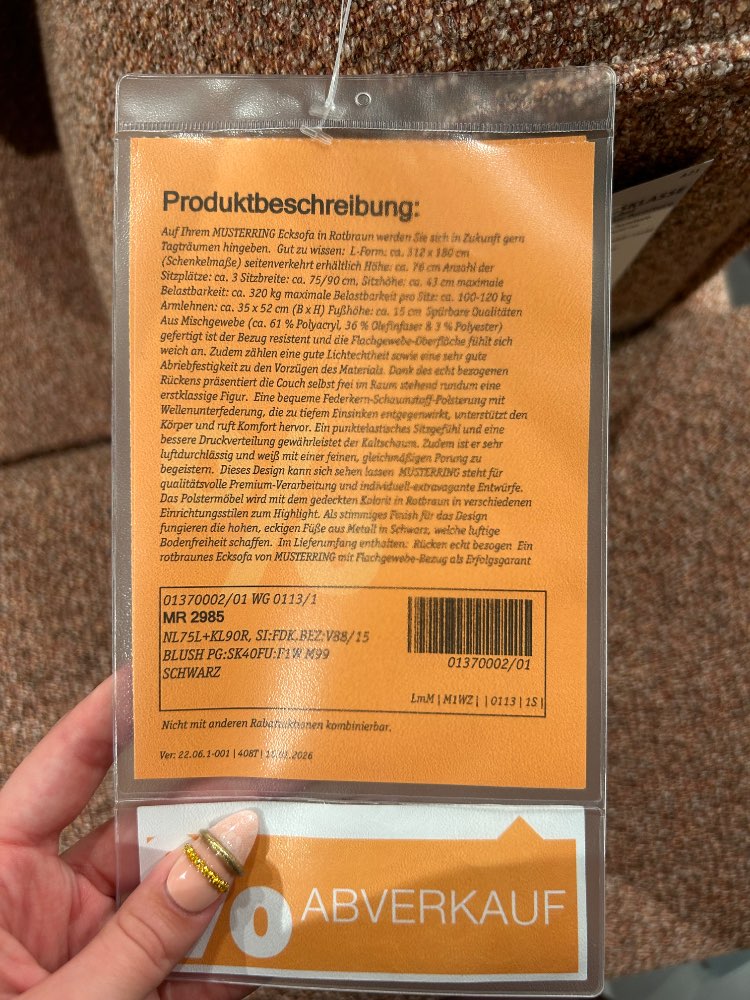 Produktbeschreibung:
Auf Ihrem MUSTERRING Ecksofa in Rotbraun werden Sie sich in Zukunft gern
Tagträumen hingeben. Gut zu wissen: L-Form: ca. 312 x 180 cm
(Schenkelmaße) seitenverkehrt erhältlich Höhe: ca. 76 cm Anzahl der
Sitzplätze: ca. 3 Sitzbreite: ca. 75/90 cm, Sitzhöhe: ca. 43 cm maximale
Belastbarkeit: ca. 320 kg maximale Belastbarkeit pro Sitz: ca. 100-120 kg
Armlehnen: ca. 35 x 52 cm (B x H) Fußhöhe: ca. 15 cm Spürbare Qualitäten
Aus Mischgewebe (ca. 61 % Polyacryl, 36 % Olefinfaser & 3 % Polyester)
gefertigt ist der Bezug resistent und die Flachgewebe-Oberfläche fühlt sich
weich an. Zudem zählen eine gute Lichtechtheit sowie eine sehr gute
Abriebfestigkeit zu den Vorzügen des Materials. Dank des echt bezogenen
Rückens präsentiert die Couch selbst frei im Raum stehend rundum eine
erstklassige Figur. Eine bequeme Federkern-Schaumstoff-Polsterung mit
Wellenunterfederung, die zu tiefem Einsinken entgegenwirkt, unterstützt den
Körper und ruft Komfort hervor. Ein punktelastisches Sitzgefühl und eine
bessere Druckverteilung gewährleistet der Kaltschaum. Zudem ist er sehr
luftdurchlässig und weiß mit einer feinen, gleichmäßigen Porung zu
begeistern. Dieses Design kann sich sehen lassen MUSTERRING steht für
qualitätsvolle Premium-Verarbeitung und individuell-extravagante Entwürfe.
Das Polstermöbel wird mit dem gedeckten Kolorit in Rotbraun in verschiedenen
Einrichtungsstilen zum Highlight. Als stimmiges Finish für das Design
fungieren die hohen, eckigen Füße aus Metall in Schwarz, welche luftige
Bodenfreiheit schaffen. Im Lieferumfang enthalten: Rücken echt bezogen Ein
rotbraunes Ecksofa von MUSTERRING mit Flachgewebe-Bezug als Erfolgsgarant
01370002/01 WG 0113/1
MR 2985
NL75L+KL90R, SI:FDK,BEZ:V88/15
BLUSH PG:SK40FU:F1W M99
SCHWARZ
01370002/01
LmM | M1WZ | | 0113 | 1S |
Nicht mit anderen Rabattaktionen kombinierbar.
Ver: 22.06.1-001 | 408T | .2026
% ABVERKAUF